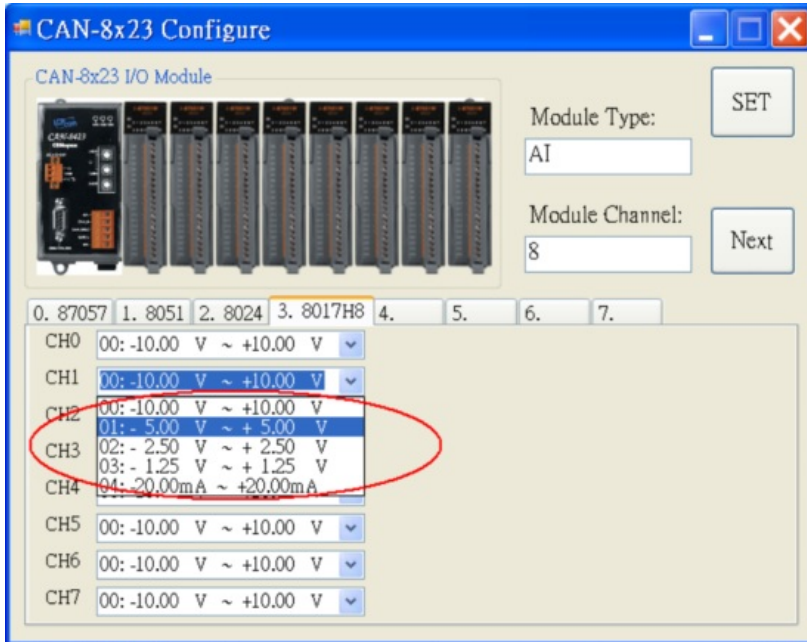 CAN-8x23 Configure
CAN-8x23 I/O Module
CAN-8423
Module Type:
AI
SET
Module Channel:
8
Next
0. 87057 1. 8051 2. 8024 3. 8017H8 4. 5. 6. 7.
CH0 00: -10.00 V ~ +10.00 V
CH1 00: -10.00 V ~ +10.00 V
00: -10.00 V ~ +10.00 V
CH2 01: - 5.00 V ~ + 5.00 V
02: - 2.50 V ~ + 2.50 V
CH3 03: - 1.25 V ~ + 1.25 V
CH4 04: -20.00mA ~ +20.00mA
CH5 00: -10.00 V ~ +10.00 V
CH6 00: -10.00 V ~ +10.00 V
CH7 00: -10.00 V ~ +10.00 V